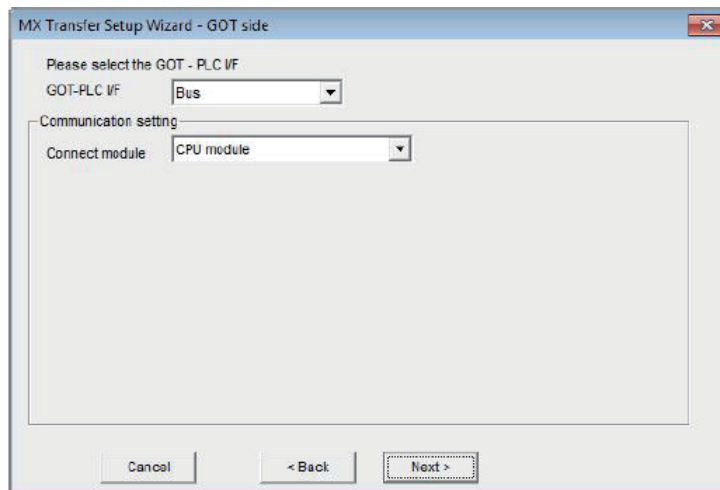 MX Transfer Setup Wizard - GOT side
Please select the GOT - PLC I/F
GOT-PLC I/F Bus
Communication setting
Connect module CPU module
Cancel < Back Next >